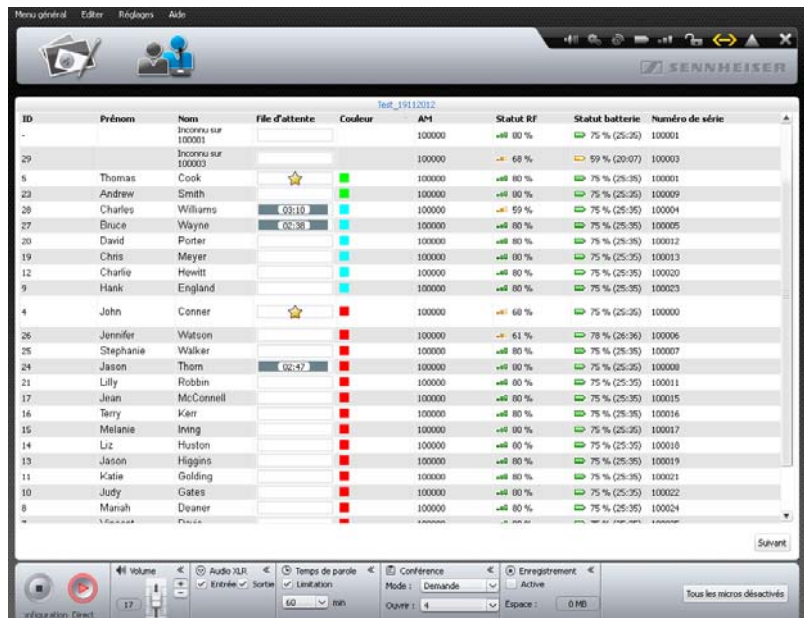 Menu général Editer Réglages Aide
SENNHEISER
Test_19112012
ID Prénom Nom File d'attente Couleur AM Statut RF Statut batterie Numéro de série
- Inconnu sur 100001 100000 80 % 75 % (25:35) 100001
29 Inconnu sur 100003 100000 68 % 59 % (20:07) 100003
5 Thomas Cook 100000 80 % 75 % (25:35) 100001
23 Andrew Smith 100000 80 % 75 % (25:35) 100009
28 Charles Williams 03:10 100000 59 % 75 % (25:35) 100004
27 Bruce Wayne 02:38 100000 80 % 75 % (25:35) 100005
20 David Porter 100000 80 % 75 % (25:35) 100012
19 Chris Meyer 100000 80 % 75 % (25:35) 100013
12 Charlie Hewitt 100000 80 % 75 % (25:35) 100020
9 Hank England 100000 80 % 75 % (25:35) 100023
4 John Conner 100000 60 % 75 % (25:35) 100000
26 Jennifer Watson 100000 61 % 78 % (26:36) 100006
25 Stephanie Walker 100000 80 % 75 % (25:35) 100007
24 Jason Thorn 02:47 100000 80 % 75 % (25:35) 100008
21 Lilly Robbin 100000 80 % 75 % (25:35) 100011
17 Jean McConnell 100000 80 % 75 % (25:35) 100015
16 Terry Kerr 100000 80 % 75 % (25:35) 100016
15 Melanie Irving 100000 80 % 75 % (25:35) 100017
14 Liz Huston 100000 80 % 75 % (25:35) 100018
13 Jason Higgins 100000 80 % 75 % (25:35) 100019
11 Katie Golding 100000 80 % 75 % (25:35) 100021
10 Judy Gates 100000 80 % 75 % (25:35) 100022
8 Mariah Deaner 100000 80 % 75 % (25:35) 100024
Suivant
Volume Audio XLR Temps de parole Conférence Enregistrement
Entrée Sortie Limitation Mode : Demande Active
17 60 min Ouvrir : 4 Espace : 0 MB
Tous les micros désactivés
Direct